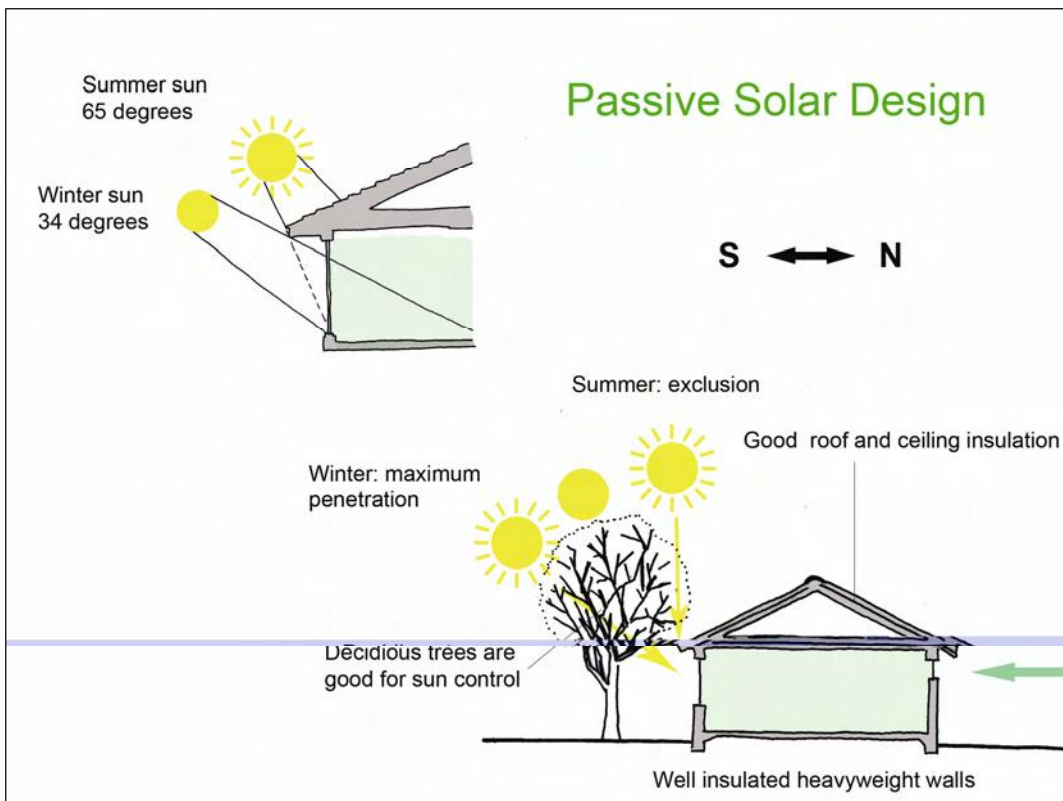 Passive Solar Design
Summer sun
65 degrees
Winter sun
34 degrees
S N
Summer: exclusion
Good roof and ceiling insulation
Winter: maximum
penetration
Decidious trees are
good for sun control
Well insulated heavyweight walls